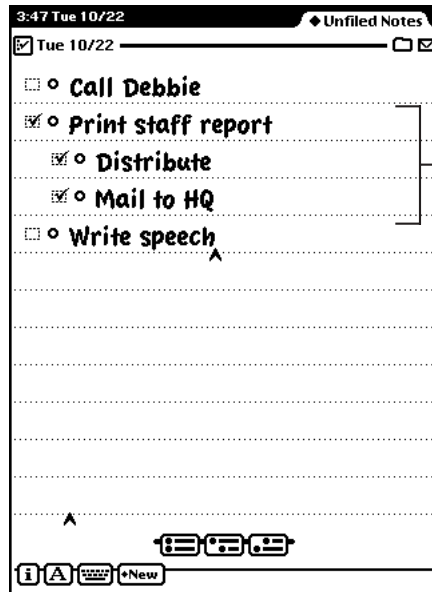 3:47 Tue 10/22
Unfiled Notes
Tue 10/22
Call Debbie
Print staff report
Distribute
Mail to HQ
Write speech
i A New